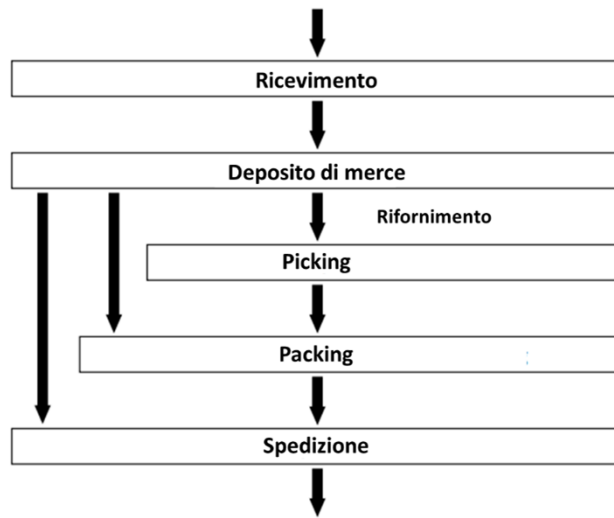 Ricevimento
Deposito di merce
Rifornimento
Picking
Packing
Spedizione